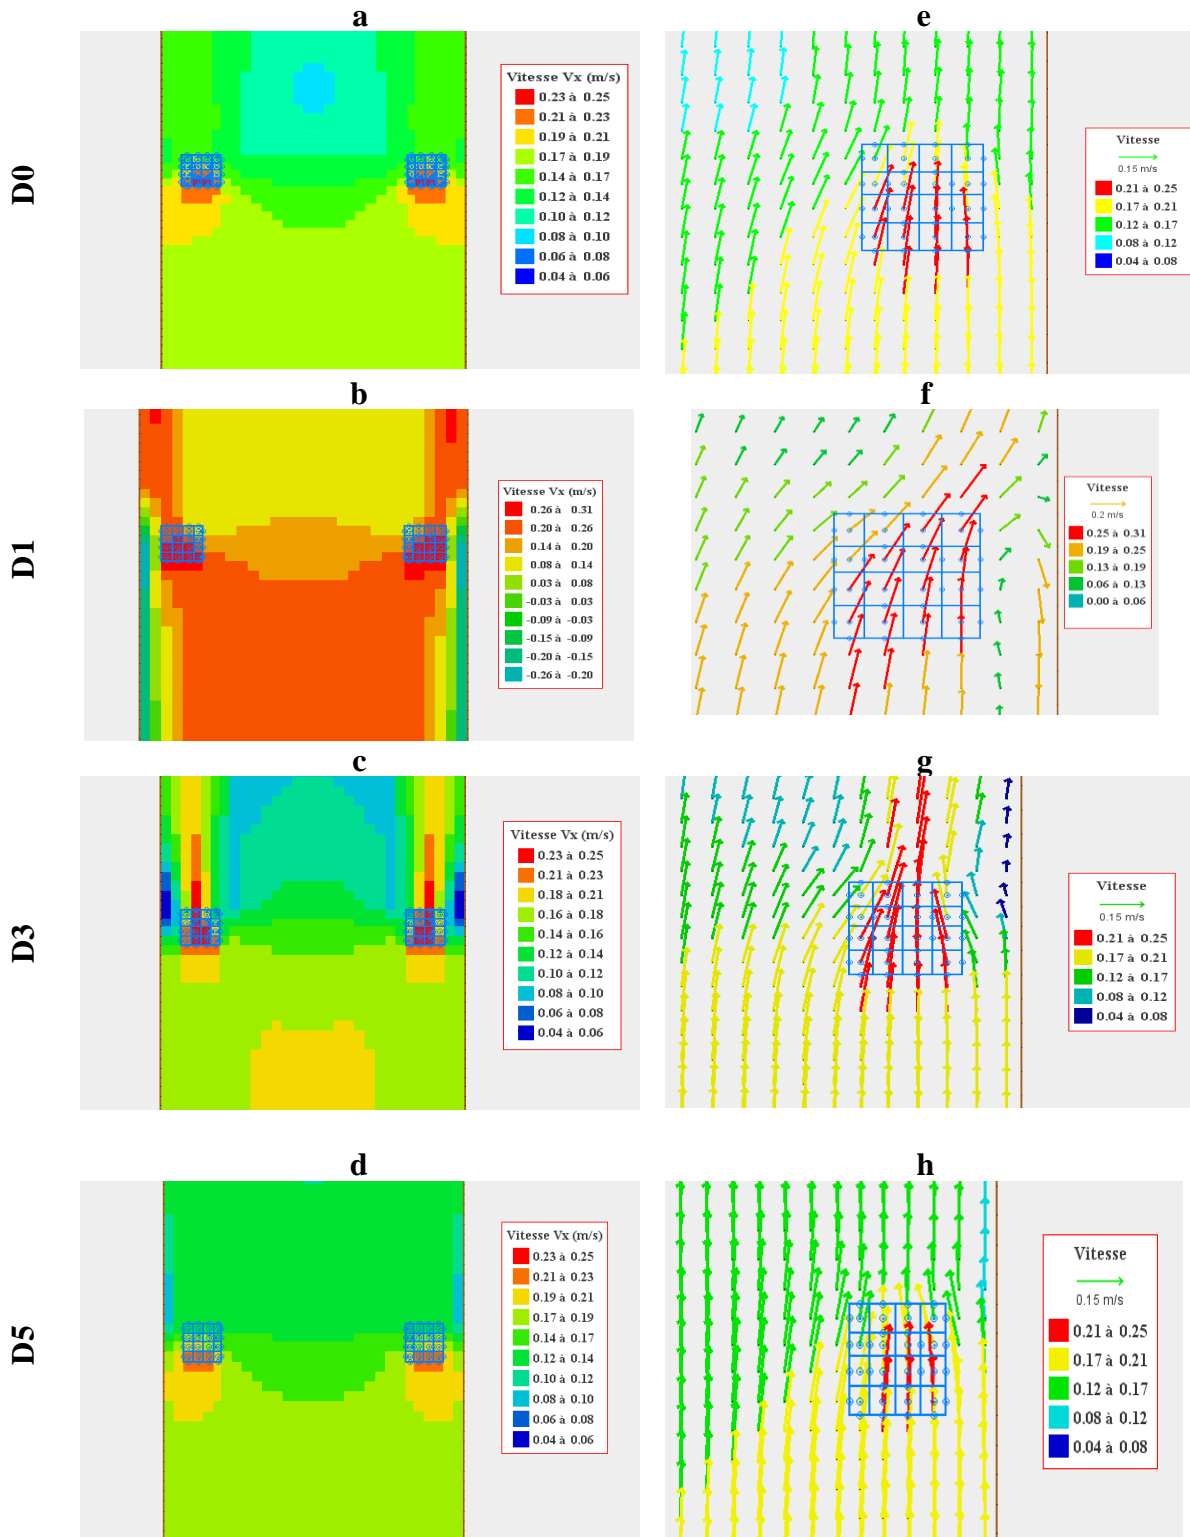 a
e
D0
Vitesse Vx (m/s)
0.23 à 0.25
0.21 à 0.23
0.19 à 0.21
0.17 à 0.19
0.14 à 0.17
0.12 à 0.14
0.10 à 0.12
0.08 à 0.10
0.06 à 0.08
0.04 à 0.06
Vitesse
0.15 m/s
0.21 à 0.25
0.17 à 0.21
0.12 à 0.17
0.08 à 0.12
0.04 à 0.08
b
f
D1
Vitesse Vx (m/s)
0.26 à 0.31
0.20 à 0.26
0.14 à 0.20
0.08 à 0.14
0.03 à 0.08
-0.03 à 0.03
-0.09 à -0.03
-0.15 à -0.09
-0.20 à -0.15
-0.26 à -0.20
Vitesse
0.2 m/s
0.25 à 0.31
0.19 à 0.25
0.13 à 0.19
0.06 à 0.13
0.00 à 0.06
c
g
D3
Vitesse Vx (m/s)
0.23 à 0.25
0.21 à 0.23
0.18 à 0.21
0.16 à 0.18
0.14 à 0.16
0.12 à 0.14
0.10 à 0.12
0.08 à 0.10
0.06 à 0.08
0.04 à 0.06
Vitesse
0.15 m/s
0.21 à 0.25
0.17 à 0.21
0.12 à 0.17
0.08 à 0.12
0.04 à 0.08
d
h
D5
Vitesse Vx (m/s)
0.23 à 0.25
0.21 à 0.23
0.19 à 0.21
0.17 à 0.19
0.14 à 0.17
0.12 à 0.14
0.10 à 0.12
0.08 à 0.10
0.06 à 0.08
0.04 à 0.06
Vitesse
0.15 m/s
0.21 à 0.25
0.17 à 0.21
0.12 à 0.17
0.08 à 0.12
0.04 à 0.08